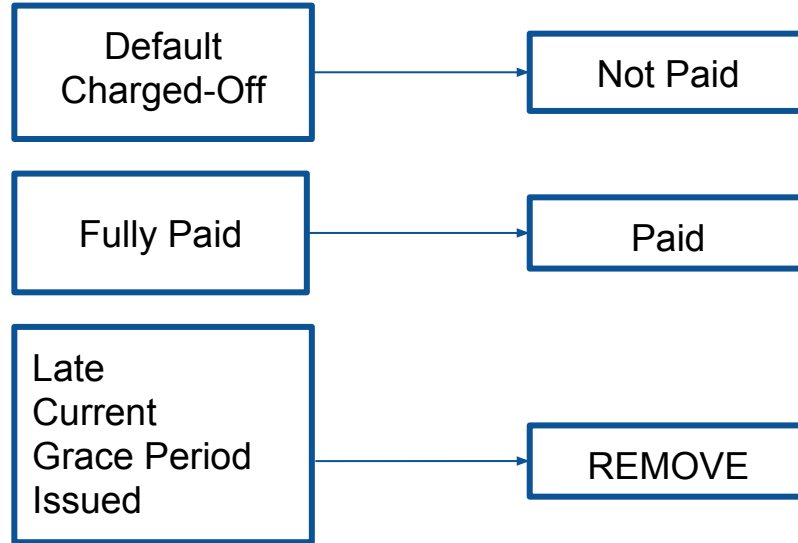 Default
Charged-Off
Not Paid
Fully Paid
Paid
Late
Current
Grace Period
Issued
REMOVE